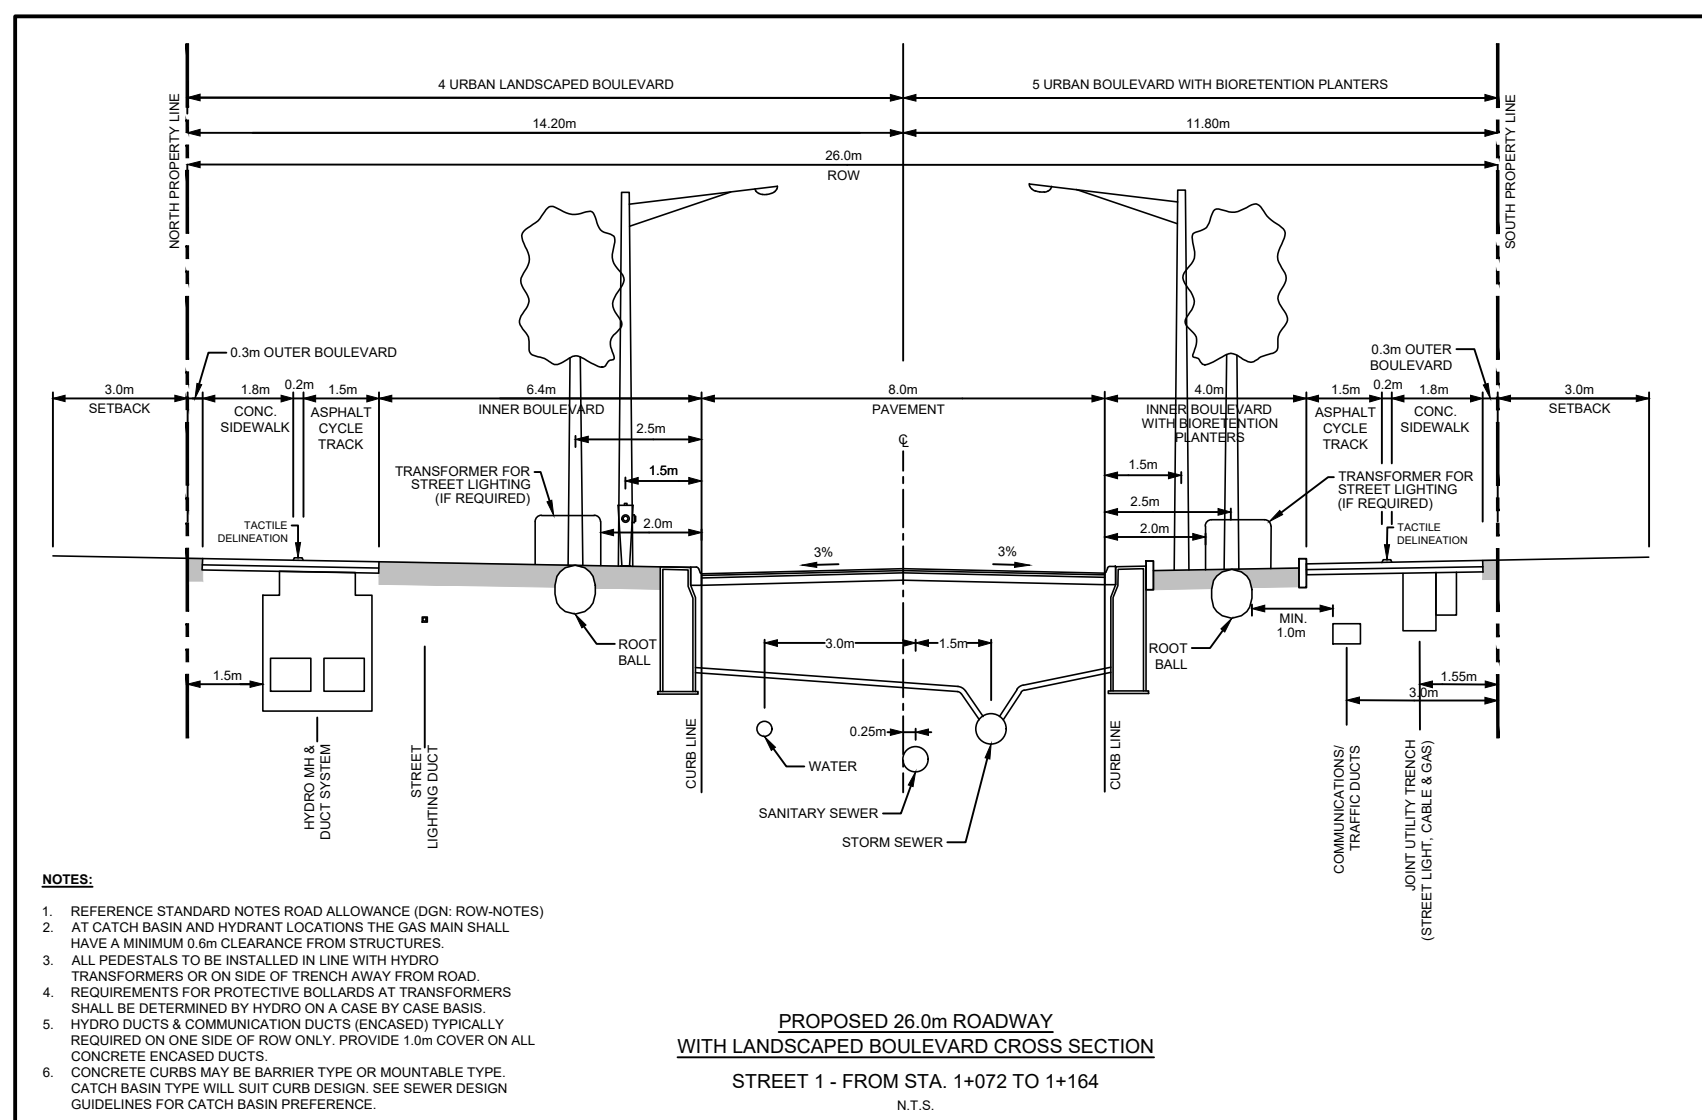 4 URBAN LANDSCAPED BOULEVARD
5 URBAN BOULEVARD WITH BIORETENTION PLANTERS
14.20m
11.80m
26.0m
ROW
NORTH PROPERTY LINE
SOUTH PROPERTY LINE
0.3m OUTER BOULEVARD
0.3m OUTER
BOULEVARD
3.0m
SETBACK
1.8m
CONC.
SIDEWALK
0.2m
1.5m
ASPHALT
CYCLE
TRACK
6.4m
INNER BOULEVARD
8.0m
PAVEMENT
4.0m
INNER BOULEVARD
WITH BIORETENTION
PLANTERS
1.5m
ASPHALT
CYCLE
TRACK
0.2m
1.8m
CONC.
SIDEWALK
3.0m
SETBACK
2.5m
CL
TRANSFORMER FOR
STREET LIGHTING
(IF REQUIRED)
1.5m
2.0m
1.5m
2.5m
2.0m
TRANSFORMER FOR
STREET LIGHTING
(IF REQUIRED)
TACTILE
DELINEATION
TACTILE
DELINEATION
3%
3%
ROOT
BALL
3.0m
1.5m
ROOT
BALL
MIN.
1.0m
1.5m
1.55m
3.0m
0.25m
WATER
SANITARY SEWER
STORM SEWER
CURB LINE
CURB LINE
HYDRO MH &
DUCT SYSTEM
STREET
LIGHTING DUCT
COMMUNICATIONS/
TRAFFIC DUCTS
JOINT UTILITY TRENCH
(STREET LIGHT, CABLE & GAS)
NOTES:
1. REFERENCE STANDARD NOTES ROAD ALLOWANCE (DGN: ROW-NOTES)
2. AT CATCH BASIN AND HYDRANT LOCATIONS THE GAS MAIN SHALL
HAVE A MINIMUM 0.6m CLEARANCE FROM STRUCTURES.
3. ALL PEDESTALS TO BE INSTALLED IN LINE WITH HYDRO
TRANSFORMERS OR ON SIDE OF TRENCH AWAY FROM ROAD.
4. REQUIREMENTS FOR PROTECTIVE BOLLARDS AT TRANSFORMERS
SHALL BE DETERMINED BY HYDRO ON A CASE BY CASE BASIS.
5. HYDRO DUCTS & COMMUNICATION DUCTS (ENCASED) TYPICALLY
REQUIRED ON ONE SIDE OF ROW ONLY. PROVIDE 1.0m COVER ON ALL
CONCRETE ENCASED DUCTS.
6. CONCRETE CURBS MAY BE BARRIER TYPE OR MOUNTABLE TYPE.
CATCH BASIN TYPE WILL SUIT CURB DESIGN. SEE SEWER DESIGN
GUIDELINES FOR CATCH BASIN PREFERENCE.
PROPOSED 26.0m ROADWAY
WITH LANDSCAPED BOULEVARD CROSS SECTION
STREET 1 - FROM STA. 1+072 TO 1+164
N.T.S.